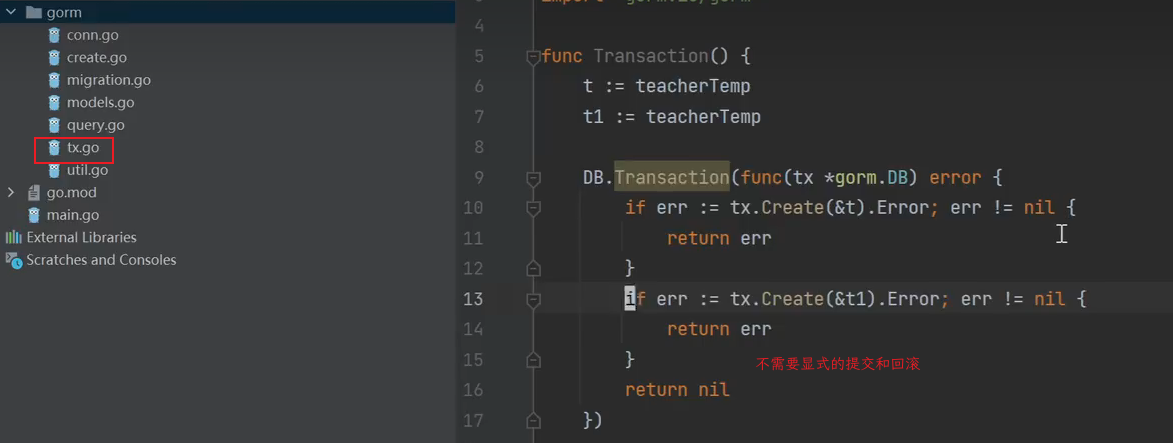 gorm
conn.go
create.go
migration.go
models.go
query.go
tx.go
util.go
go.mod
main.go
External Libraries
Scratches and Consoles
4
5 func Transaction() {
6 t := teacherTemp
7 t1 := teacherTemp
8
9 DB.Transaction(func(tx *gorm.DB) error {
10 if err := tx.Create(&t).Error; err != nil {
11 return err
12 }
13 if err := tx.Create(&t1).Error; err != nil {
14 return err
15 }
不需要显式的提交和回滚
16 return nil
17 })